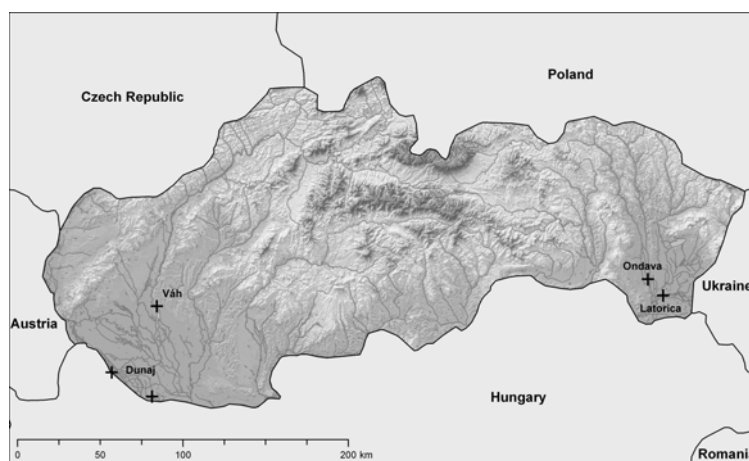 Poland
Czech Republic
Ondava
Ukraine
Váh
Latorica
Austria
Dunaj
Hungary
0 50 100 200 km
Romani